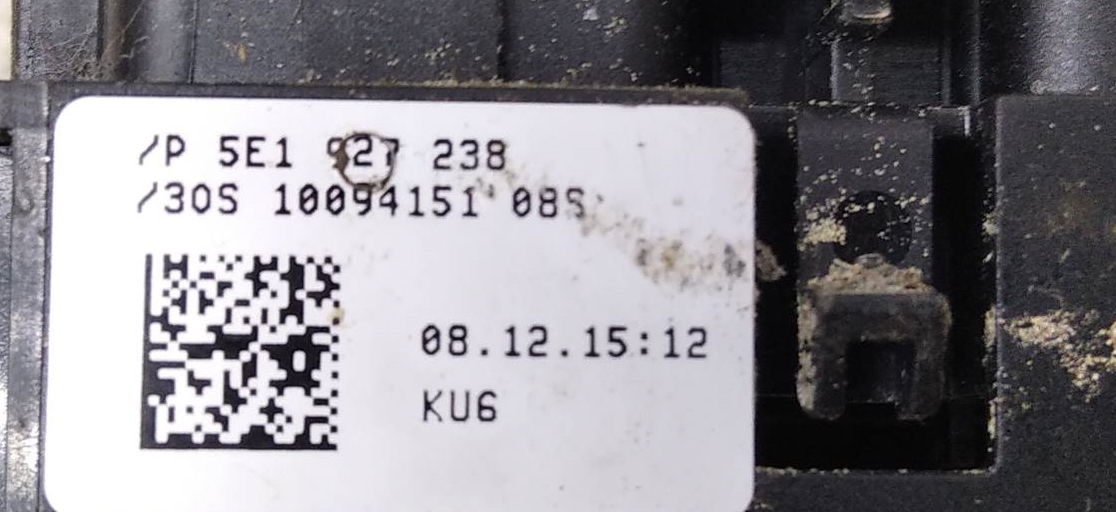 /P 5E1 927 238
/30S 10094151 08S
08.12.15:12
KU6